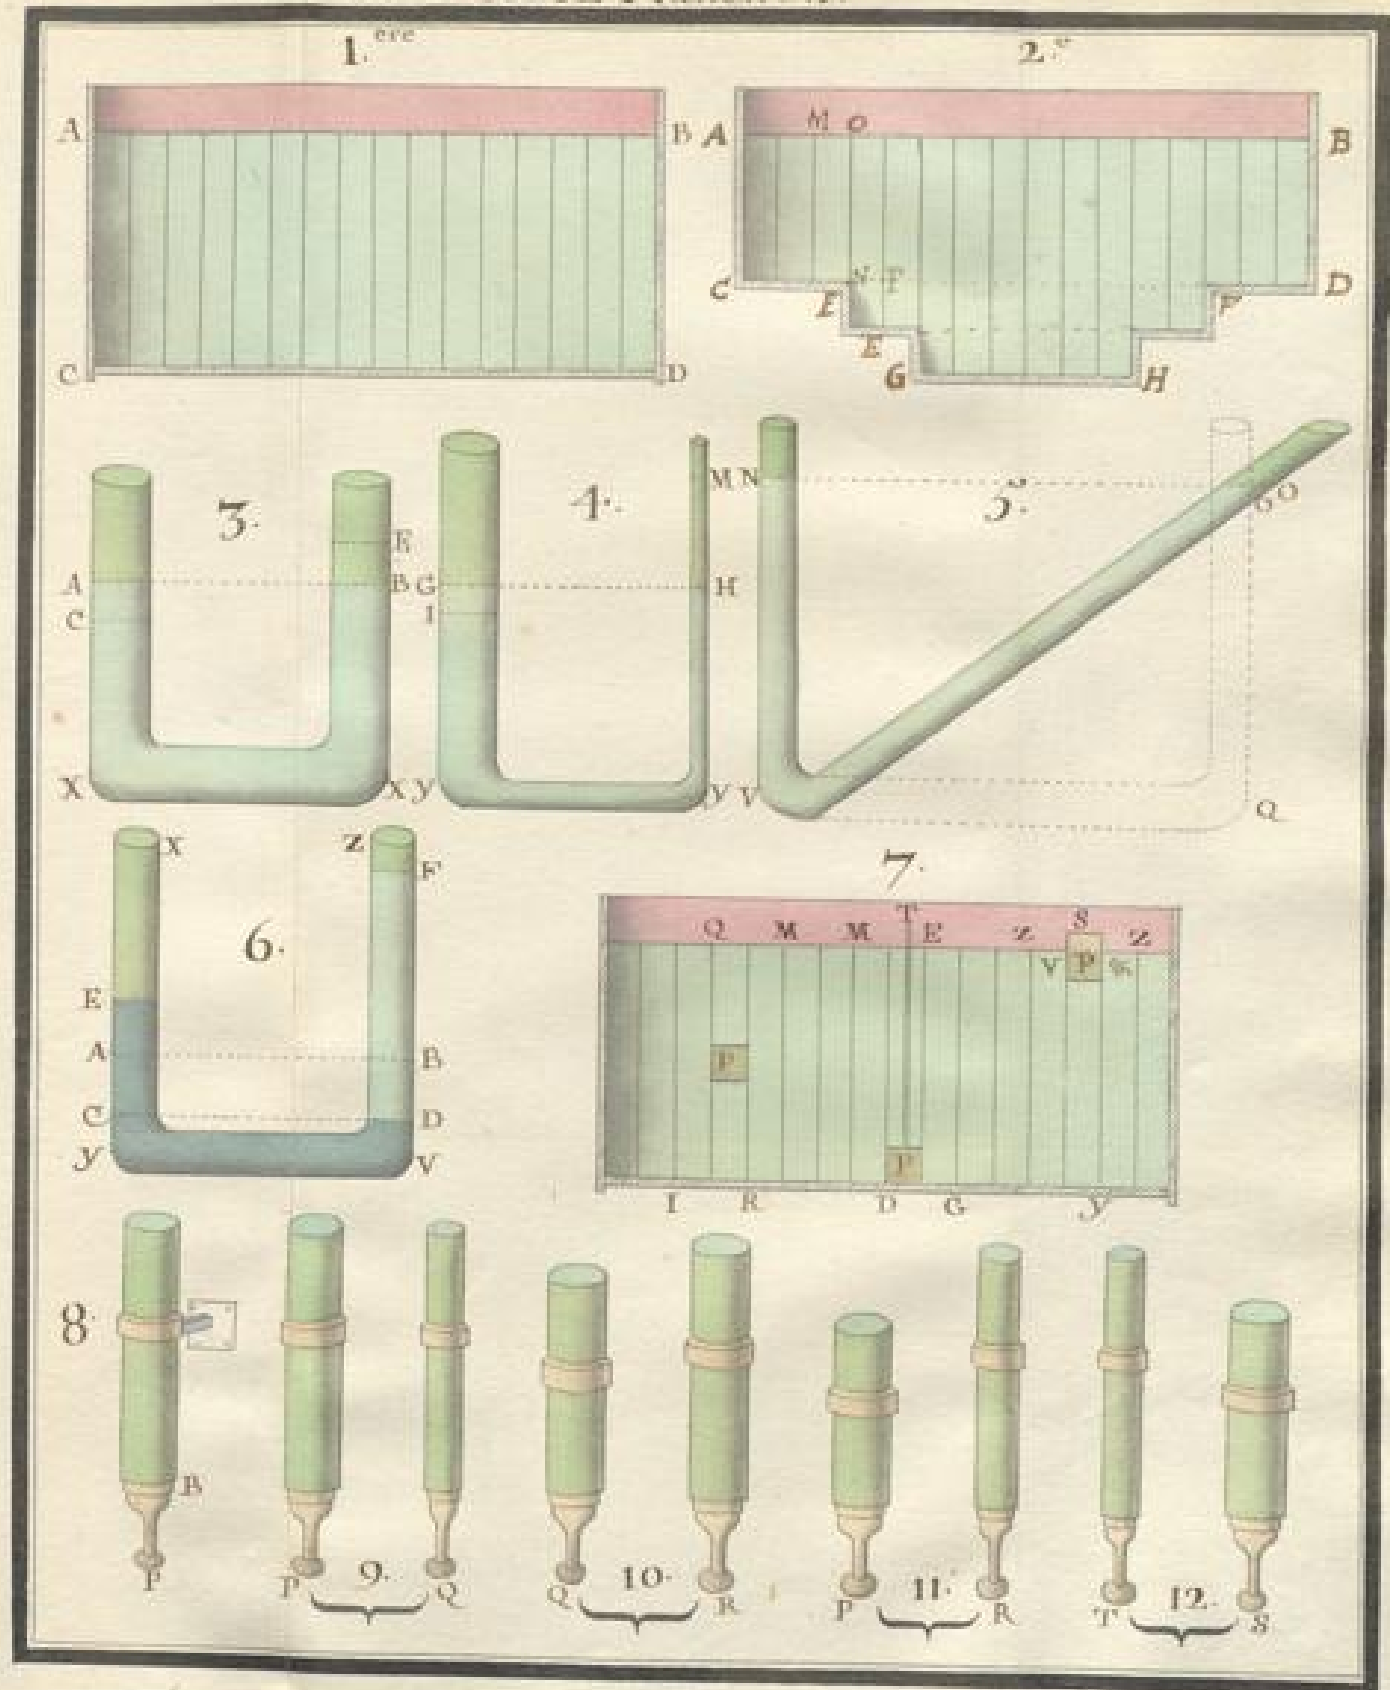 1.ere 2.e
A B A M O B
C D C E N P F D
E G H
3. 4. 5.
E M N O
A B G H
C I
X X Y Y V Q
X Z F
6. 7.
Q M M T E Z S Z
V P
E
A B P
C D P
Y V
I R D G Y
8.
B
P P 9. Q Q 10. R P 11. R T 12. S